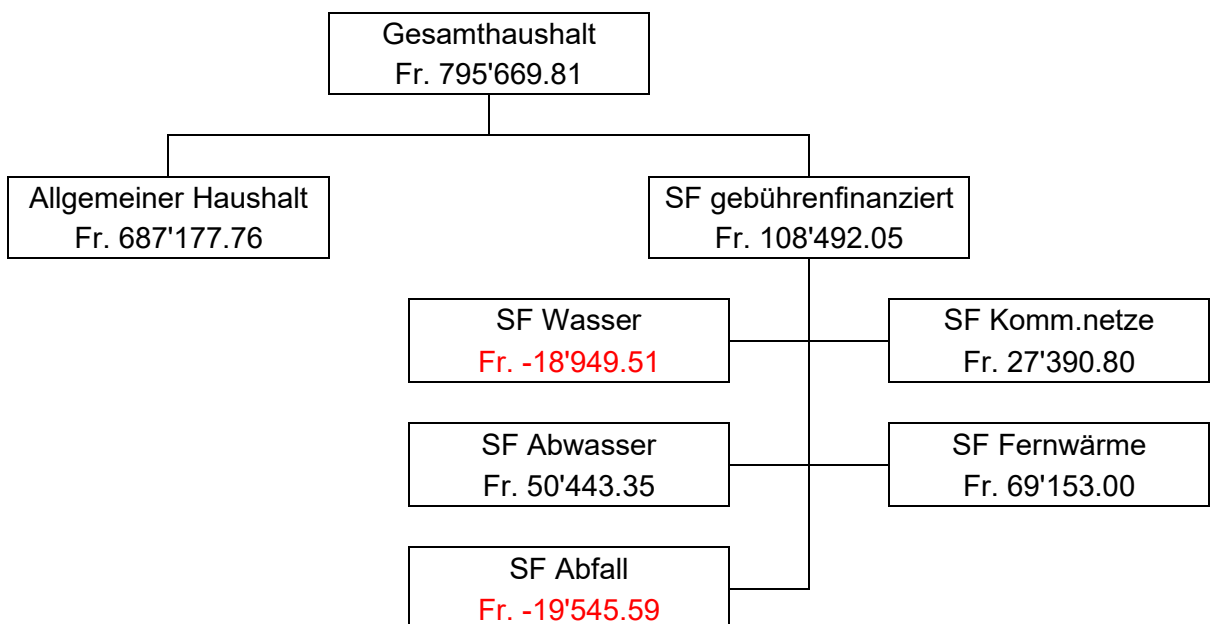 Gesamthaushalt
Fr. 795'669.81
Allgemeiner Haushalt
Fr. 687'177.76
SF gebührenfinanziert
Fr. 108'492.05
SF Wasser
Fr. -18'949.51
SF Komm.netze
Fr. 27'390.80
SF Abwasser
Fr. 50'443.35
SF Fernwärme
Fr. 69'153.00
SF Abfall
Fr. -19'545.59